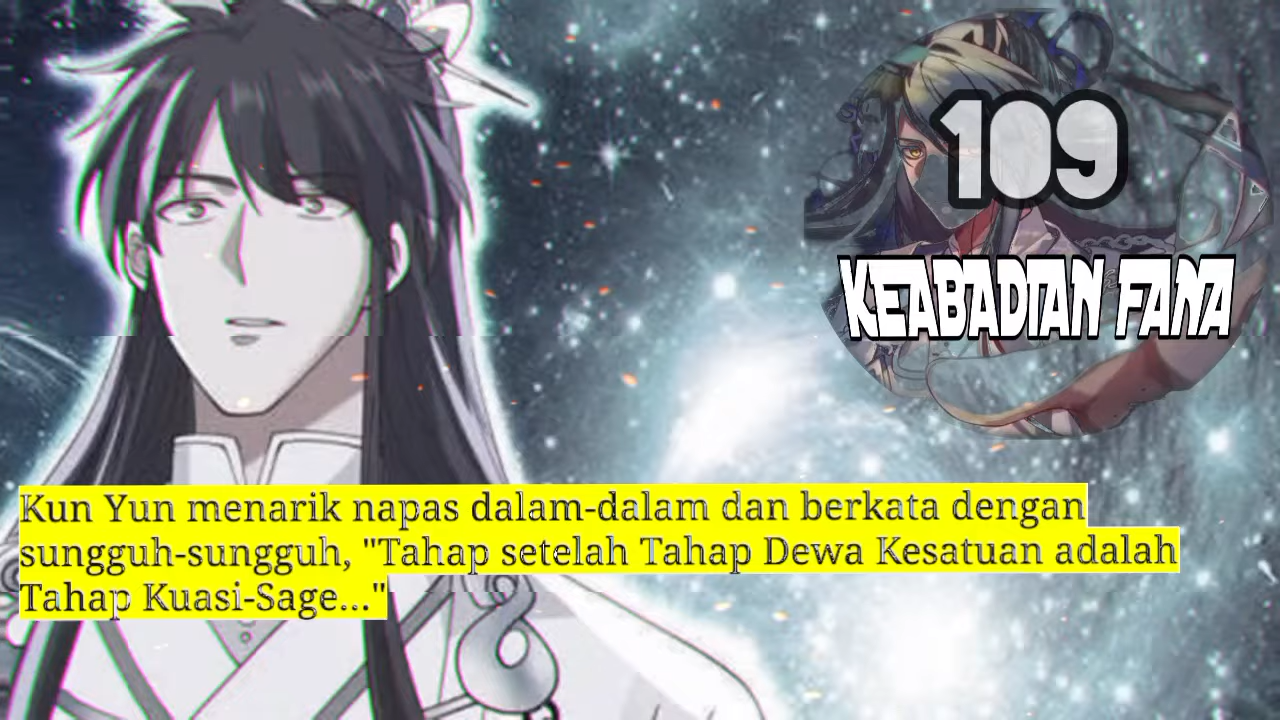 109
KEABADIAN FANA
Kun Yun menarik napas dalam-dalam dan berkata dengan
sungguh-sungguh, "Tahap setelah Tahap Dewa Kesatuan adalah
Tahap Kuasi-Sage..."